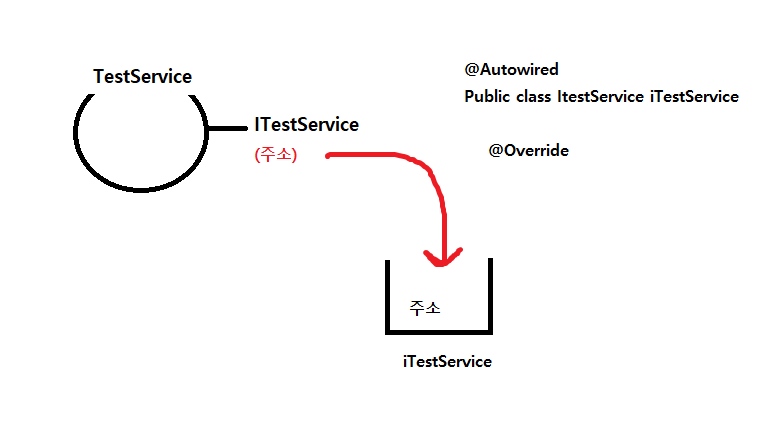 TestService
ITestService
(주소)
@Autowired
Public class ItestService iTestService
@Override
주소
iTestService